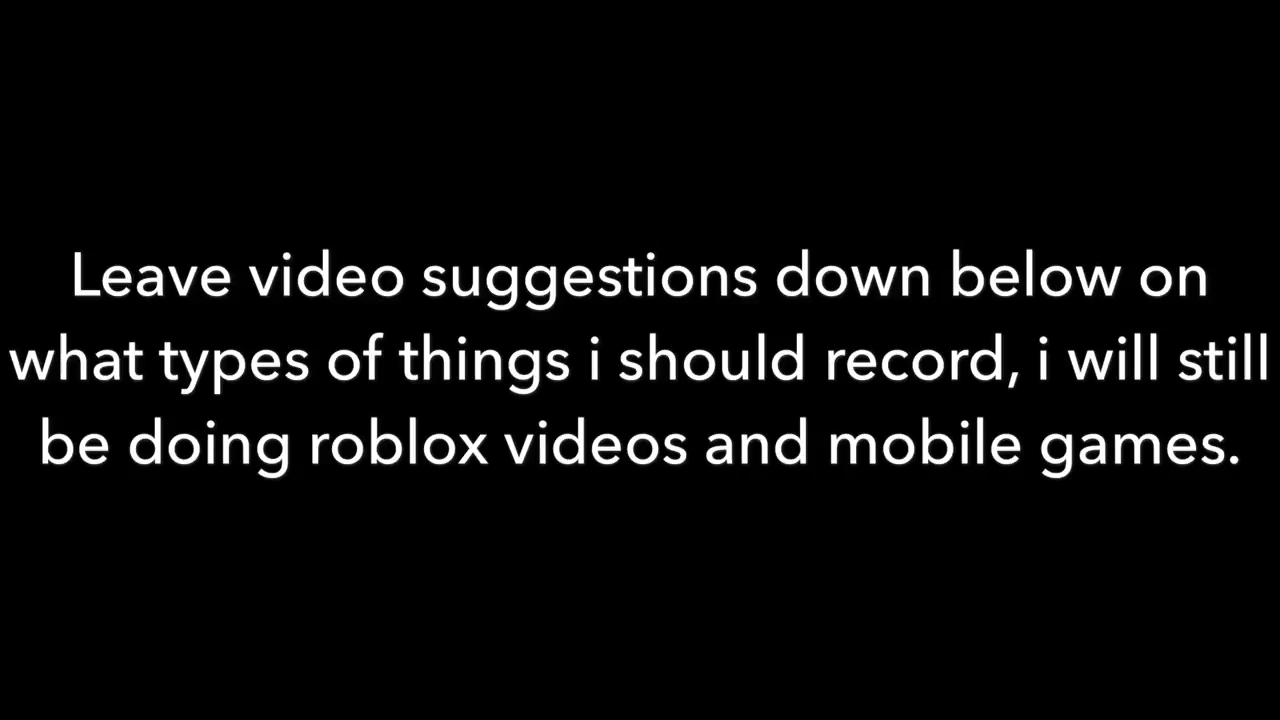 Leave video suggestions down below on
what types of things i should record, i will still
be doing roblox videos and mobile games.